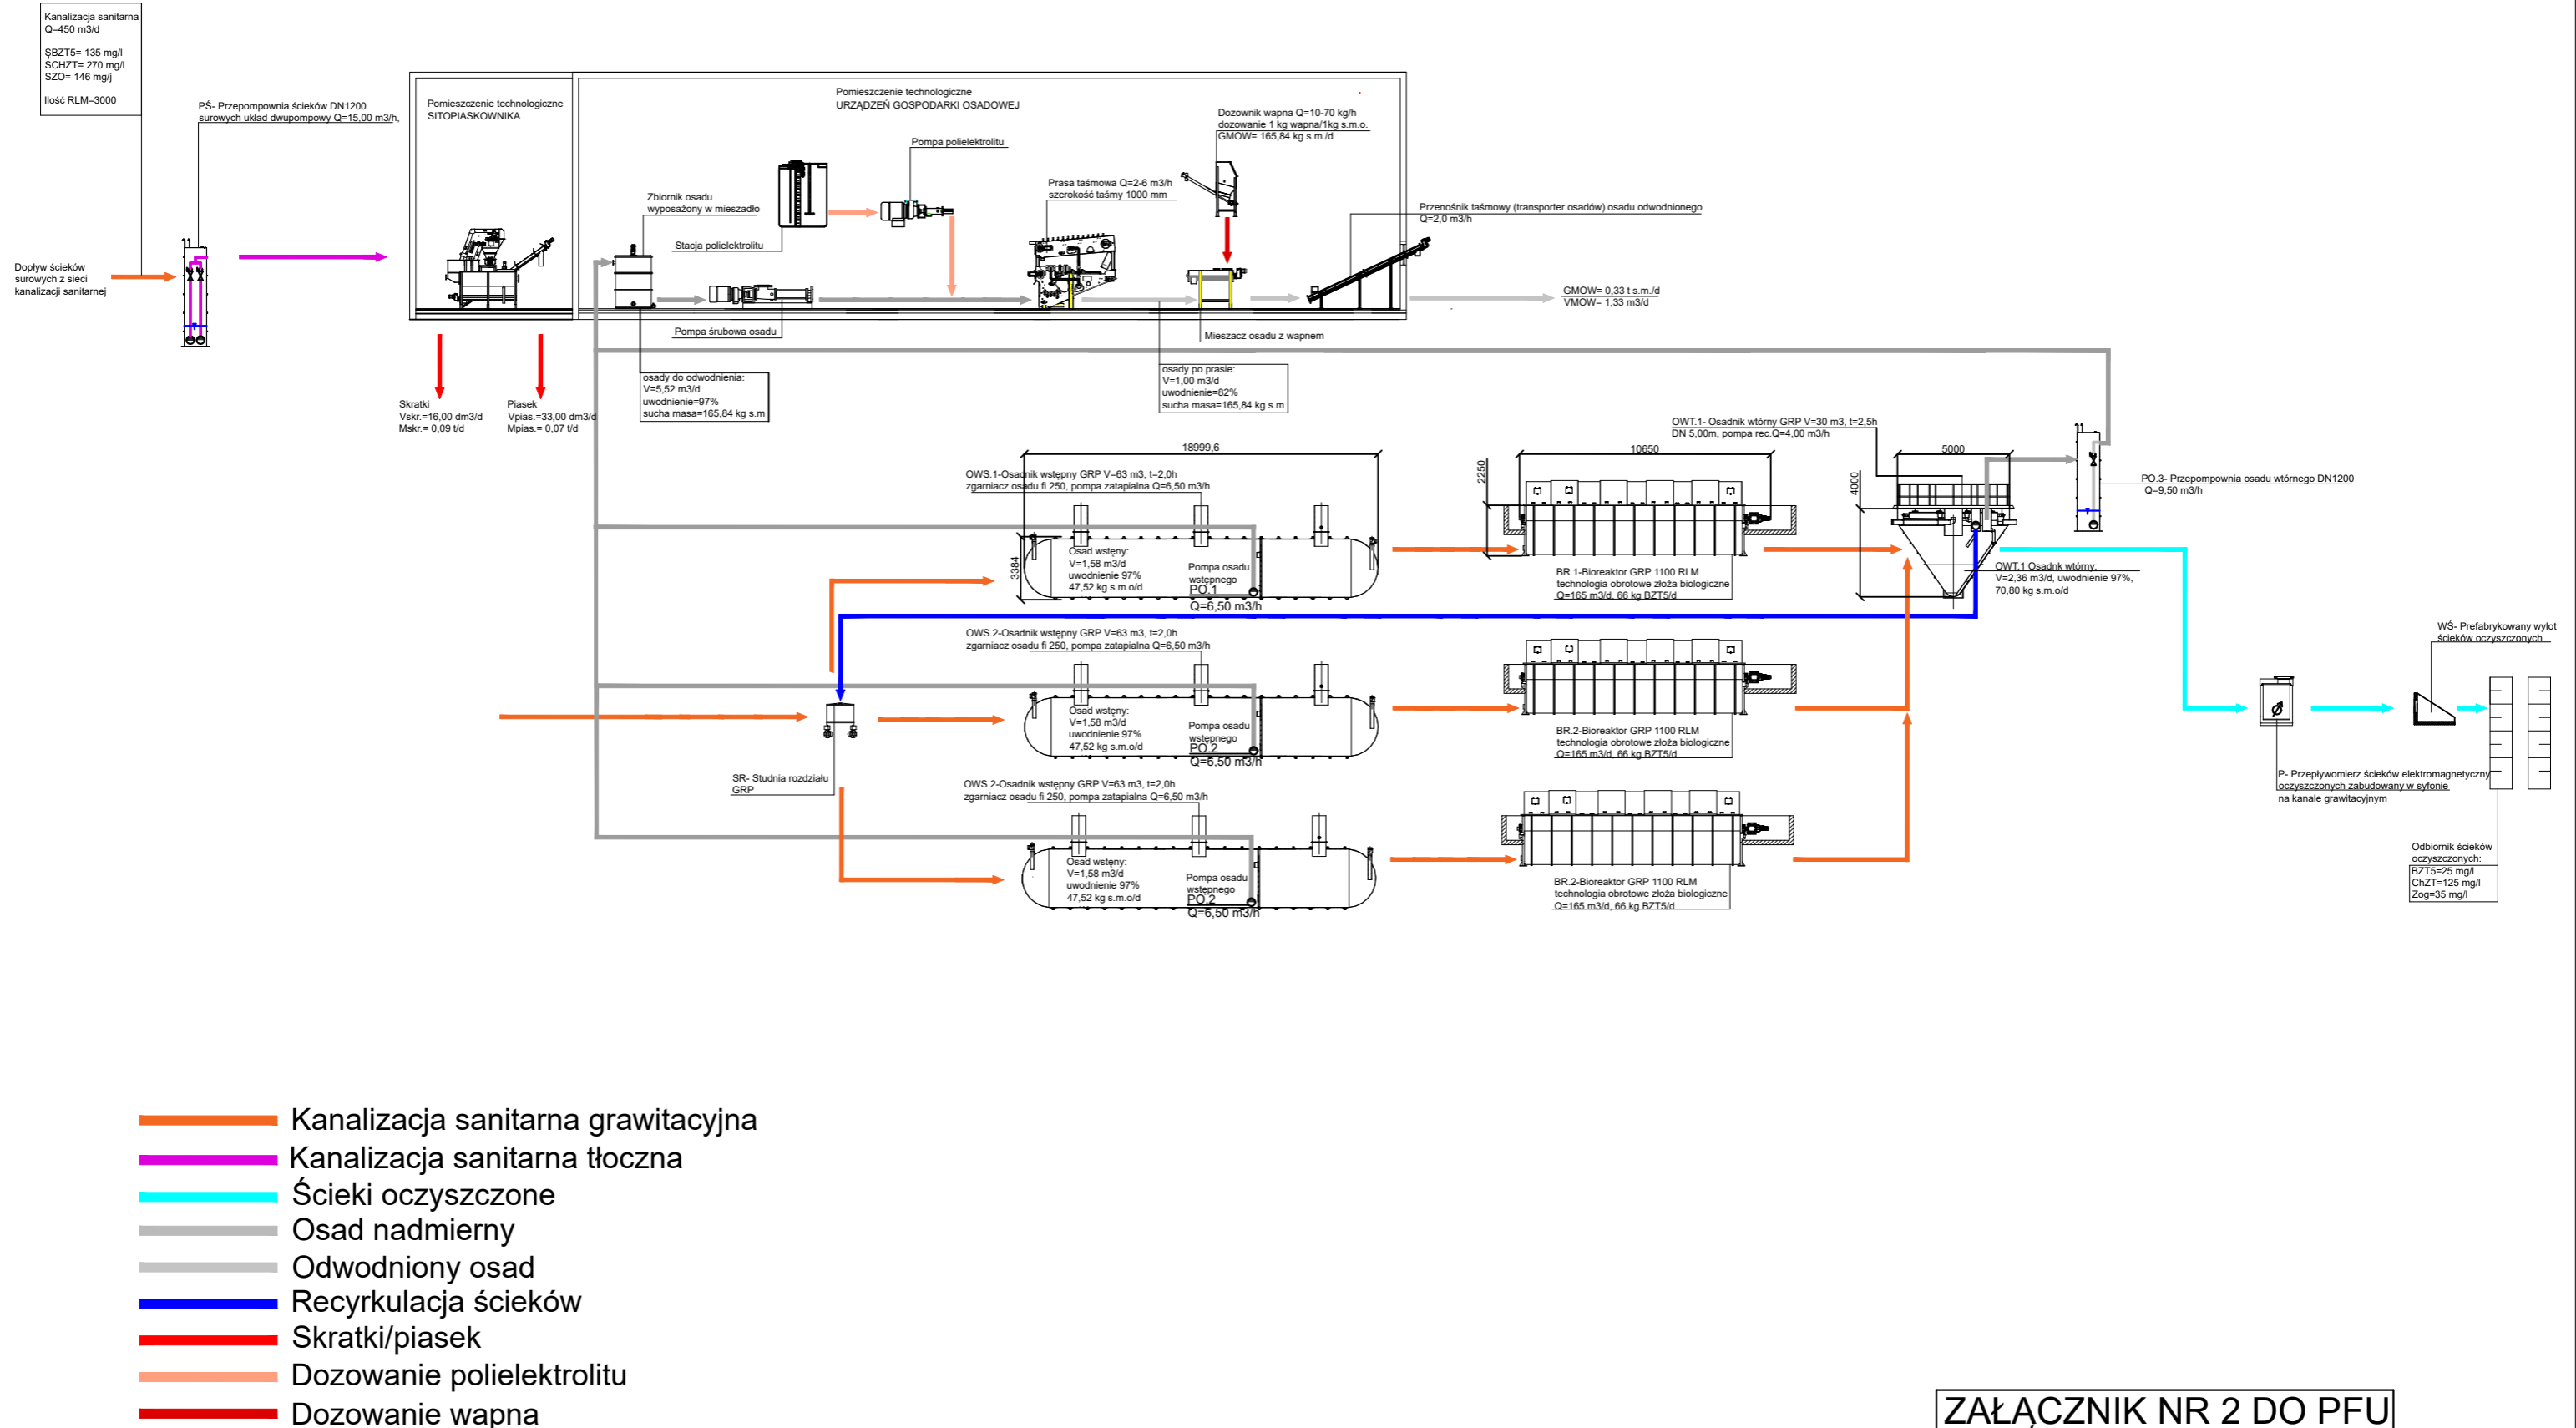 Kanalizacja sanitarna
Q=450 m3/d
ŞBZT5= 135 mg/l
SCHZT= 270 mg/l
SZO= 146 mg/j
Ilość RLM=3000
PŚ- Przepompownia ścieków DN1200
surowych układ dwupompowy Q=15,00 m3/h,
Dopływ ścieków
surowych z sieci
kanalizacji sanitarnej
Pomieszczenie technologiczne
SITOPIASKOWNIKA
Pomieszczenie technologiczne
URZĄDZEŃ GOSPODARKI OSADOWEJ
Zbiornik osadu
wyposażony w mieszadło
Stacja polielektrolitu
Pompa polielektrolitu
Pompa śrubowa osadu
Prasa taśmowa Q=2-6 m3/h
szerokość taśmy 1000 mm
Dozownik wapna Q=10-70 kg/h
dozowanie 1 kg wapna/1kg s.m.o.
GMOW= 165,84 kg s.m./d
Przenośnik taśmowy (transporter osadów) osadu odwodnionego
Q=2,0 m3/h
Mieszacz osadu z wapnem
GMOW= 0,33 t s.m./d
VMOW= 1,33 m3/d
Skratki
Vskr.=16,00 dm3/d
Mskr.= 0,09 t/d
Piasek
Vpias.=33,00 dm3/d
Mpias.= 0,07 t/d
osady do odwodnienia:
V=5,52 m3/d
uwodnienie=97%
sucha masa=165,84 kg s.m
osady po prasie:
V=1,00 m3/d
uwodnienie=82%
sucha masa=165,84 kg s.m
18999,6
3384
OWS.1-Osadnik wstępny GRP V=63 m3, t=2,0h
zgarniacz osadu fi 250, pompa zatapialna Q=6,50 m3/h
Osad wstęny:
V=1,58 m3/d
uwodnienie 97%
47,52 kg s.m.o/d
Pompa osadu
wstępnego
PO.1
Q=6,50 m3/h
10650
2250
BR.1-Bioreaktor GRP 1100 RLM
technologia obrotowe złoża biologiczne
Q=165 m3/d, 66 kg BZT5/d
OWT.1- Osadnik wtórny GRP V=30 m3, t=2,5h
DN 5,00m, pompa rec.Q=4,00 m3/h
5000
4000
OWT.1 Osadnk wtórny:
V=2,36 m3/d, uwodnienie 97%,
70,80 kg s.m.o/d
PO.3- Przepompownia osadu wtórnego DN1200
Q=9,50 m3/h
OWS.2-Osadnik wstępny GRP V=63 m3, t=2,0h
zgarniacz osadu fi 250, pompa zatapialna Q=6,50 m3/h
Osad wstęny:
V=1,58 m3/d
uwodnienie 97%
47,52 kg s.m.o/d
Pompa osadu
wstępnego
PO.2
Q=6,50 m3/h
BR.2-Bioreaktor GRP 1100 RLM
technologia obrotowe złoża biologiczne
Q=165 m3/d, 66 kg BZT5/d
SR- Studnia rozdziału
GRP
OWS.2-Osadnik wstępny GRP V=63 m3, t=2,0h
zgarniacz osadu fi 250, pompa zatapialna Q=6,50 m3/h
Osad wstęny:
V=1,58 m3/d
uwodnienie 97%
47,52 kg s.m.o/d
Pompa osadu
wstępnego
PO.2
Q=6,50 m3/h
BR.2-Bioreaktor GRP 1100 RLM
technologia obrotowe złoża biologiczne
Q=165 m3/d, 66 kg BZT5/d
WŚ- Prefabrykowany wylot
ścieków oczyszczonych
P- Przepływomierz ścieków elektromagnetyczny
oczyszczonych zabudowany w syfonie
na kanale grawitacyjnym
Odbiornik ścieków
oczyszczonych:
BZT5=25 mg/l
ChZT=125 mg/l
Zog=35 mg/l
Kanalizacja sanitarna grawitacyjna
Kanalizacja sanitarna tłoczna
Ścieki oczyszczone
Osad nadmierny
Odwodniony osad
Recyrkulacja ścieków
Skratki/piasek
Dozowanie polielektrolitu
Dozowanie wapna
ZAŁĄCZNIK NR 2 DO PFU